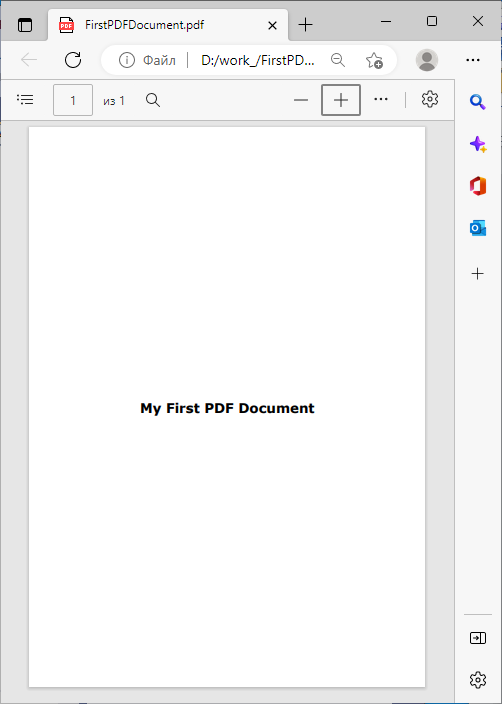 FirstPDFDocument.pdf
Файл D:/work_/FirstPD...
1 из 1
My First PDF Document